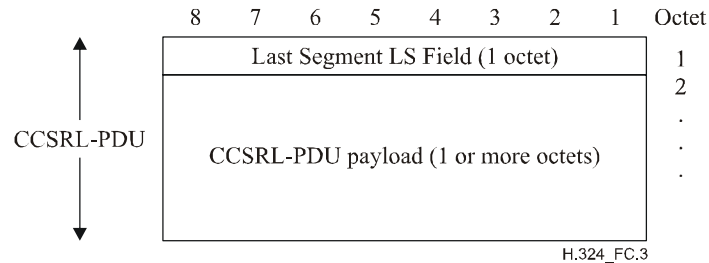 8 7 6 5 4 3 2 1 Octet
Last Segment LS Field (1 octet) 1
2
.
CCSRL-PDU CCSRL-PDU payload (1 or more octets) .
.
H.324_FC.3